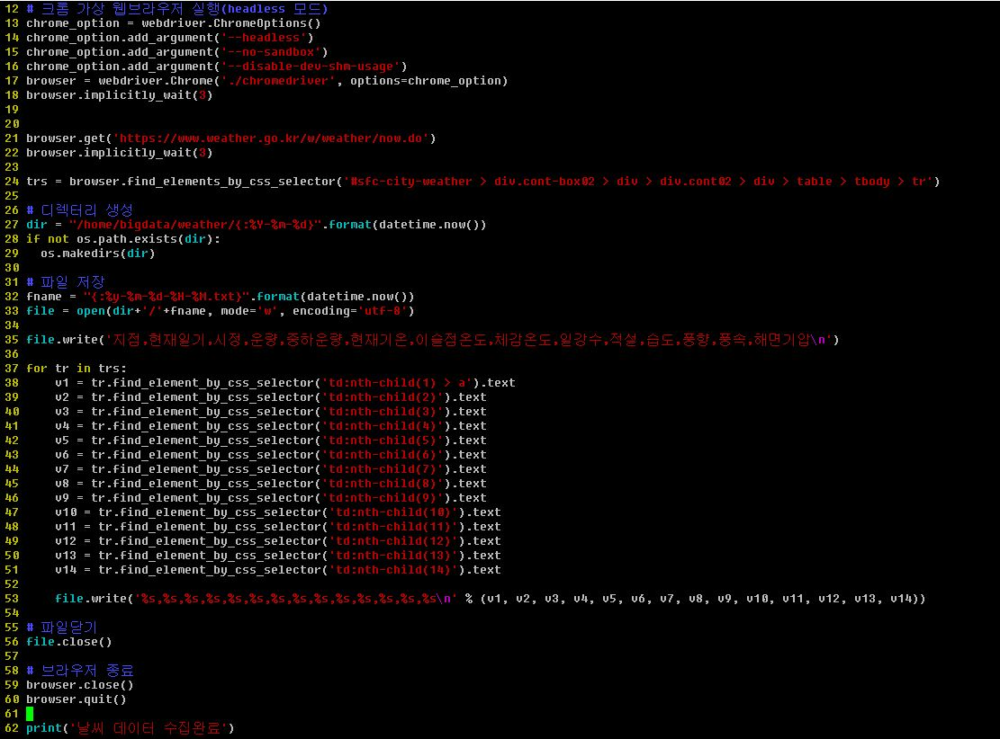 12 # 크롬 가상 웹브라우저 실행(headless 모드)
13 chrome_option = webdriver.ChromeOptions()
14 chrome_option.add_argument('--headless')
15 chrome_option.add_argument('--no-sandbox')
16 chrome_option.add_argument('--disable-dev-shm-usage')
17 browser = webdriver.Chrome('./chromedriver', options=chrome_option)
18 browser.implicitly_wait(3)
19
20
21 browser.get('https://www.weather.go.kr/w/weather/now.do')
22 browser.implicitly_wait(3)
23
24 trs = browser.find_elements_by_css_selector('#sfc-city-weather > div.cont-box02 > div > div.cont02 > div > table > tbody > tr')
25
26 # 디렉터리 생성
27 dir = "/home/bigdata/weather/{:%Y-%m-%d}".format(datetime.now())
28 if not os.path.exists(dir):
29   os.makedirs(dir)
30
31 # 파일 저장
32 fname = "{:%y-%m-%d-%H-%M.txt}".format(datetime.now())
33 file = open(dir+'/'+fname, mode='w', encoding='utf-8')
34
35 file.write('지점,현재일기,시정,운량,중하운량,현재기온,이슬점온도,체감온도,일강수,적설,습도,풍향,풍속,해면기압\n')
36
37 for tr in trs:
38     v1 = tr.find_element_by_css_selector('td:nth-child(1) > a').text
39     v2 = tr.find_element_by_css_selector('td:nth-child(2)').text
40     v3 = tr.find_element_by_css_selector('td:nth-child(3)').text
41     v4 = tr.find_element_by_css_selector('td:nth-child(4)').text
42     v5 = tr.find_element_by_css_selector('td:nth-child(5)').text
43     v6 = tr.find_element_by_css_selector('td:nth-child(6)').text
44     v7 = tr.find_element_by_css_selector('td:nth-child(7)').text
45     v8 = tr.find_element_by_css_selector('td:nth-child(8)').text
46     v9 = tr.find_element_by_css_selector('td:nth-child(9)').text
47     v10 = tr.find_element_by_css_selector('td:nth-child(10)').text
48     v11 = tr.find_element_by_css_selector('td:nth-child(11)').text
49     v12 = tr.find_element_by_css_selector('td:nth-child(12)').text
50     v13 = tr.find_element_by_css_selector('td:nth-child(13)').text
51     v14 = tr.find_element_by_css_selector('td:nth-child(14)').text
52
53     file.write('%s,%s,%s,%s,%s,%s,%s,%s,%s,%s,%s,%s,%s,%s\n' % (v1, v2, v3, v4, v5, v6, v7, v8, v9, v10, v11, v12, v13, v14))
54
55 # 파일닫기
56 file.close()
57
58 # 브라우저 종료
59 browser.close()
60 browser.quit()
61
62 print('날씨 데이터 수집완료')